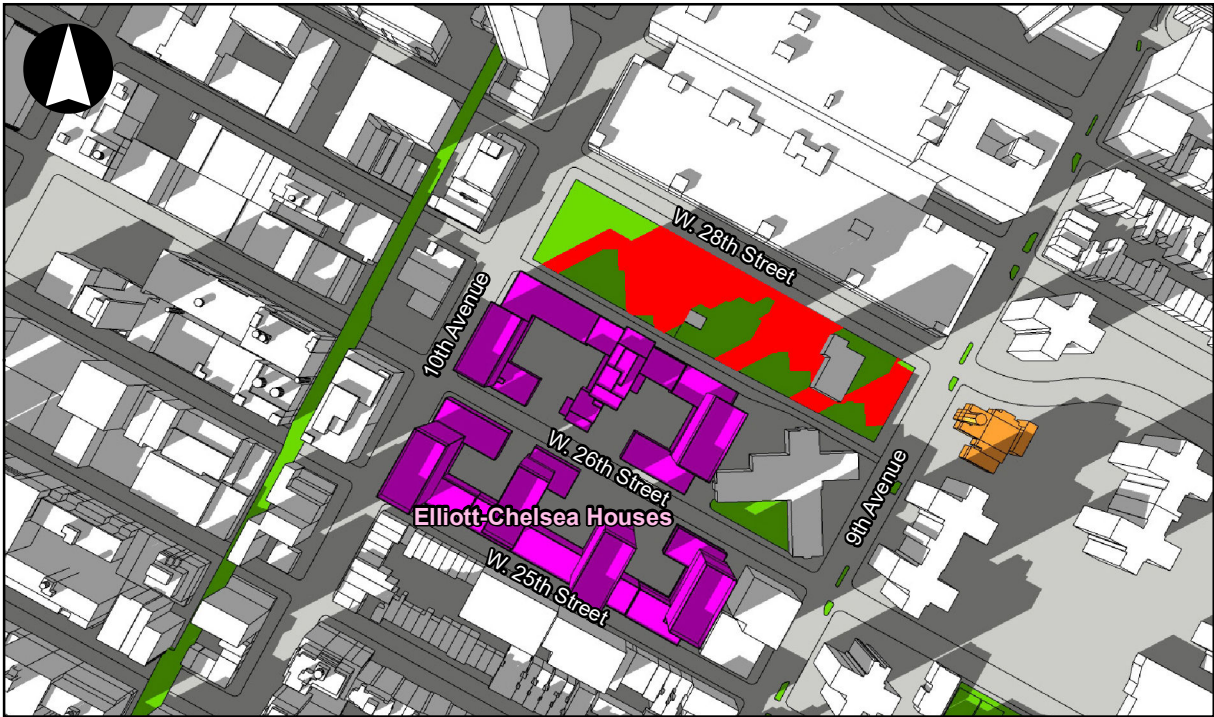 W. 28th Street
10th Avenue
W. 26th Street
9th Avenue
Elliott-Chelsea Houses
W. 25th Street